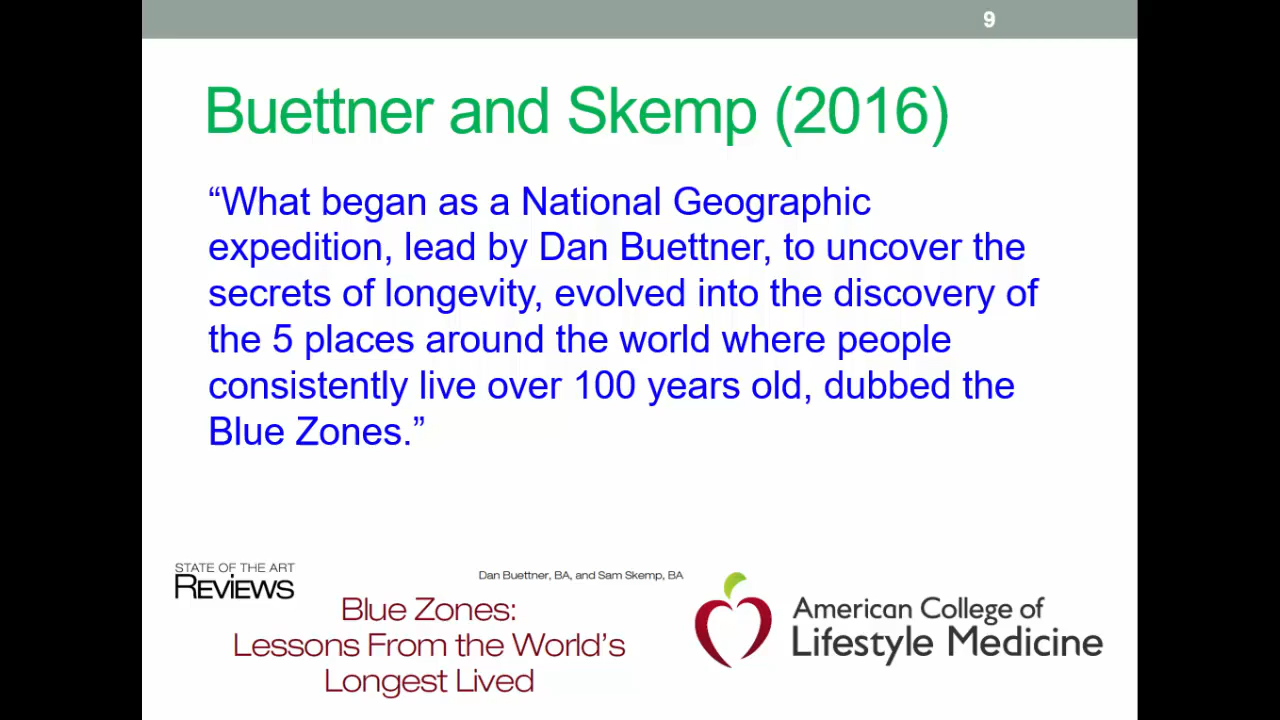 9
Buettner and Skemp (2016)
“What began as a National Geographic
expedition, lead by Dan Buettner, to uncover the
secrets of longevity, evolved into the discovery of
the 5 places around the world where people
consistently live over 100 years old, dubbed the
Blue Zones.”
STATE OF THE ART
REVIEWS
Dan Buettner, BA, and Sam Skemp, BA
Blue Zones:
Lessons From the World’s
Longest Lived
American College of
Lifestyle Medicine